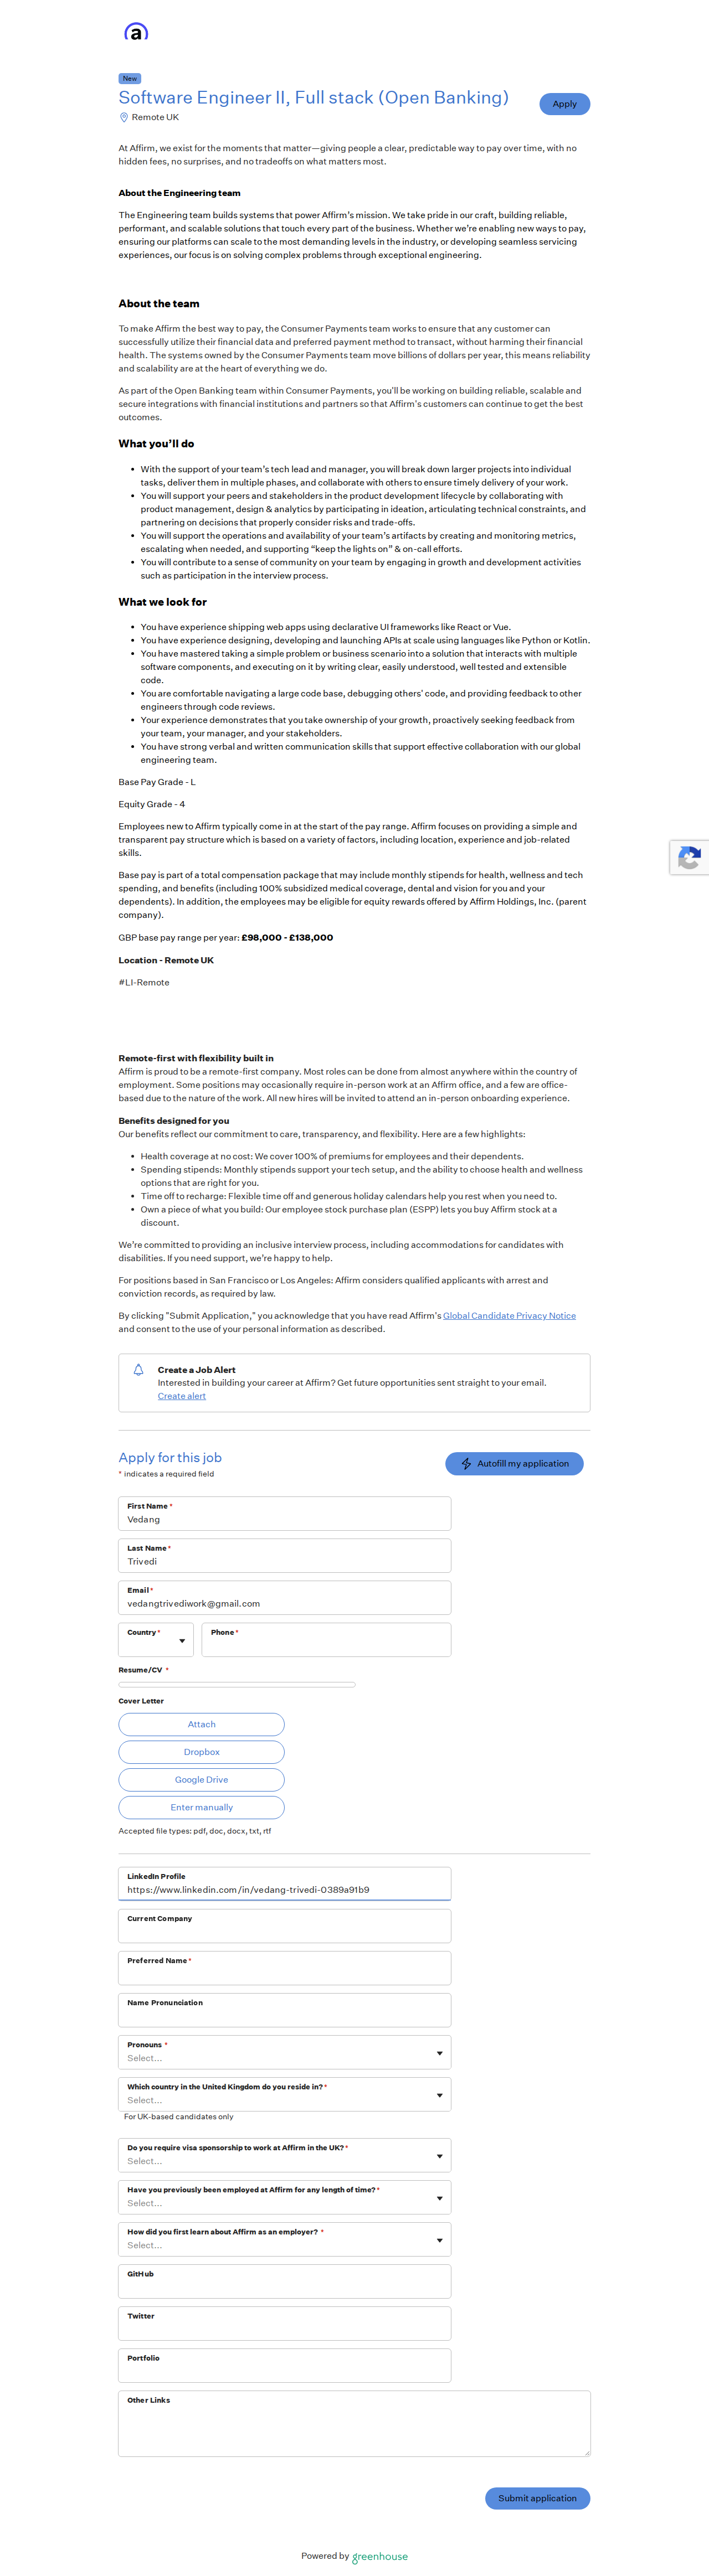 a
New
Software Engineer II, Full stack (Open Banking)
Apply
Remote UK
At Affirm, we exist for the moments that matter—giving people a clear, predictable way to pay over time, with no
hidden fees, no surprises, and no tradeoffs on what matters most.
About the Engineering team
The Engineering team builds systems that power Affirm's mission. We take pride in our craft, building reliable,
performant, and scalable solutions that touch every part of the business. Whether we're enabling new ways to pay,
ensuring our platforms can scale to the most demanding levels in the industry, or developing seamless servicing
experiences, our focus is on solving complex problems through exceptional engineering.
About the team
To make Affirm the best way to pay, the Consumer Payments team works to ensure that any customer can
successfully utilize their financial data and preferred payment method to transact, without harming their financial
health. The systems owned by the Consumer Payments team move billions of dollars per year, this means reliability
and scalability are at the heart of everything we do.
As part of the Open Banking team within Consumer Payments, you'll be working on building reliable, scalable and
secure integrations with financial institutions and partners so that Affirm's customers can continue to get the best
outcomes.
What you'll do
• With the support of your team's tech lead and manager, you will break down larger projects into individual
tasks, deliver them in multiple phases, and collaborate with others to ensure timely delivery of your work.
• You will support your peers and stakeholders in the product development lifecycle by collaborating with
product management, design & analytics by participating in ideation, articulating technical constraints, and
partnering on decisions that properly consider risks and trade-offs.
• You will support the operations and availability of your team's artifacts by creating and monitoring metrics,
escalating when needed, and supporting "keep the lights on" & on-call efforts.
• You will contribute to a sense of community on your team by engaging in growth and development activities
such as participation in the interview process.
What we look for
• You have experience shipping web apps using declarative UI frameworks like React or Vue.
• You have experience designing, developing and launching APIs at scale using languages like Python or Kotlin.
• You have mastered taking a simple problem or business scenario into a solution that interacts with multiple
software components, and executing on it by writing clear, easily understood, well tested and extensible
code.
• You are comfortable navigating a large code base, debugging others' code, and providing feedback to other
engineers through code reviews.
• Your experience demonstrates that you take ownership of your growth, proactively seeking feedback from
your team, your manager, and your stakeholders.
• You have strong verbal and written communication skills that support effective collaboration with our global
engineering team.
Base Pay Grade - L
Equity Grade - 4
Employees new to Affirm typically come in at the start of the pay range. Affirm focuses on providing a simple and
transparent pay structure which is based on a variety of factors, including location, experience and job-related
skills.
Base pay is part of a total compensation package that may include monthly stipends for health, wellness and tech
spending, and benefits (including 100% subsidized medical coverage, dental and vision for you and your
dependents). In addition, the employees may be eligible for equity rewards offered by Affirm Holdings, Inc. (parent
company).
GBP base pay range per year: £98,000 - £138,000
Location - Remote UK
#LI-Remote
Remote-first with flexibility built in
Affirm is proud to be a remote-first company. Most roles can be done from almost anywhere within the country of
employment. Some positions may occasionally require in-person work at an Affirm office, and a few are office-
based due to the nature of the work. All new hires will be invited to attend an in-person onboarding experience.
Benefits designed for you
Our benefits reflect our commitment to care, transparency, and flexibility. Here are a few highlights:
• Health coverage at no cost: We cover 100% of premiums for employees and their dependents.
• Spending stipends: Monthly stipends support your tech setup, and the ability to choose health and wellness
options that are right for you.
• Time off to recharge: Flexible time off and generous holiday calendars help you rest when you need to.
• Own a piece of what you build: Our employee stock purchase plan (ESPP) lets you buy Affirm stock at a
discount.
We're committed to providing an inclusive interview process, including accommodations for candidates with
disabilities. If you need support, we're happy to help.
For positions based in San Francisco or Los Angeles: Affirm considers qualified applicants with arrest and
conviction records, as required by law.
By clicking "Submit Application," you acknowledge that you have read Affirm's Global Candidate Privacy Notice
and consent to the use of your personal information as described.
Create a Job Alert
Interested in building your career at Affirm? Get future opportunities sent straight to your email.
Create alert
Apply for this job
* indicates a required field
Autofill my application
First Name *
Vedang
Last Name *
Trivedi
Email *
vedangtrivediwork@gmail.com
Country *
Phone *
Resume/CV *
Cover Letter
Attach
Dropbox
Google Drive
Enter manually
Accepted file types: pdf, doc, docx, txt, rtf
LinkedIn Profile
https://www.linkedin.com/in/vedang-trivedi-0389a91b9
Current Company
Preferred Name *
Name Pronunciation
Pronouns *
Select...
Which country in the United Kingdom do you reside in? *
Select...
For UK-based candidates only
Do you require visa sponsorship to work at Affirm in the UK? *
Select...
Have you previously been employed at Affirm for any length of time? *
Select...
How did you first learn about Affirm as an employer? *
Select...
GitHub
Twitter
Portfolio
Other Links
Submit application
Powered by greenhouse